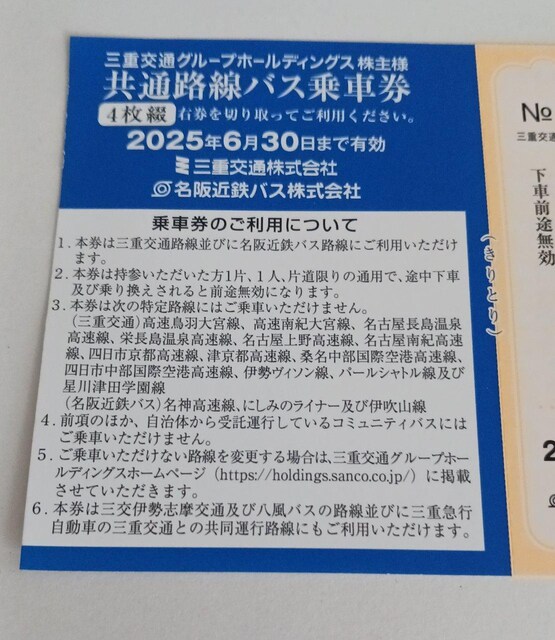 三重交通グループホールディングス 株主様
共通路線バス乗車券
4枚綴 右券を切り取ってご利用ください。
2025年6月30日まで有効
三重交通株式会社
名阪近鉄バス株式会社
乗車券のご利用について
1. 本券は三重交通路線並びに名阪近鉄バス路線にご利用いただけ
ます。
2. 本券は持参いただいた方1片、1人、片道限りの通用で、途中下車
及び乗り換えされると前途無効になります。
3. 本券は次の特定路線にはご乗車いただけません。
(三重交通)高速鳥羽大宮線、高速南紀大宮線、名古屋長島温泉
高速線、栄長島温泉高速線、名古屋上野高速線、名古屋南紀高速
線、四日市京都高速線、津京都高速線、桑名中部国際空港高速線、
四日市中部国際空港高速線、伊勢ヴィソン線、パールシャトル線及び
星川津田学園線
(名阪近鉄バス)名神高速線、にしみのライナー及び伊吹山線
4. 前項のほか、自治体から受託運行しているコミュニティバスには
ご乗車いただけません。
5. ご乗車いただけない路線を変更する場合は、三重交通グループホー
ルディングスホームページ(https://holdings.sanco.co.jp/)に掲載
させていただきます。
6. 本券は三交伊勢志摩交通及び八風バスの路線並びに三重急行
自動車の三重交通との共同運行路線にもご利用いただけます。
(きりとり)
№
三重交通
下車前途無効
2